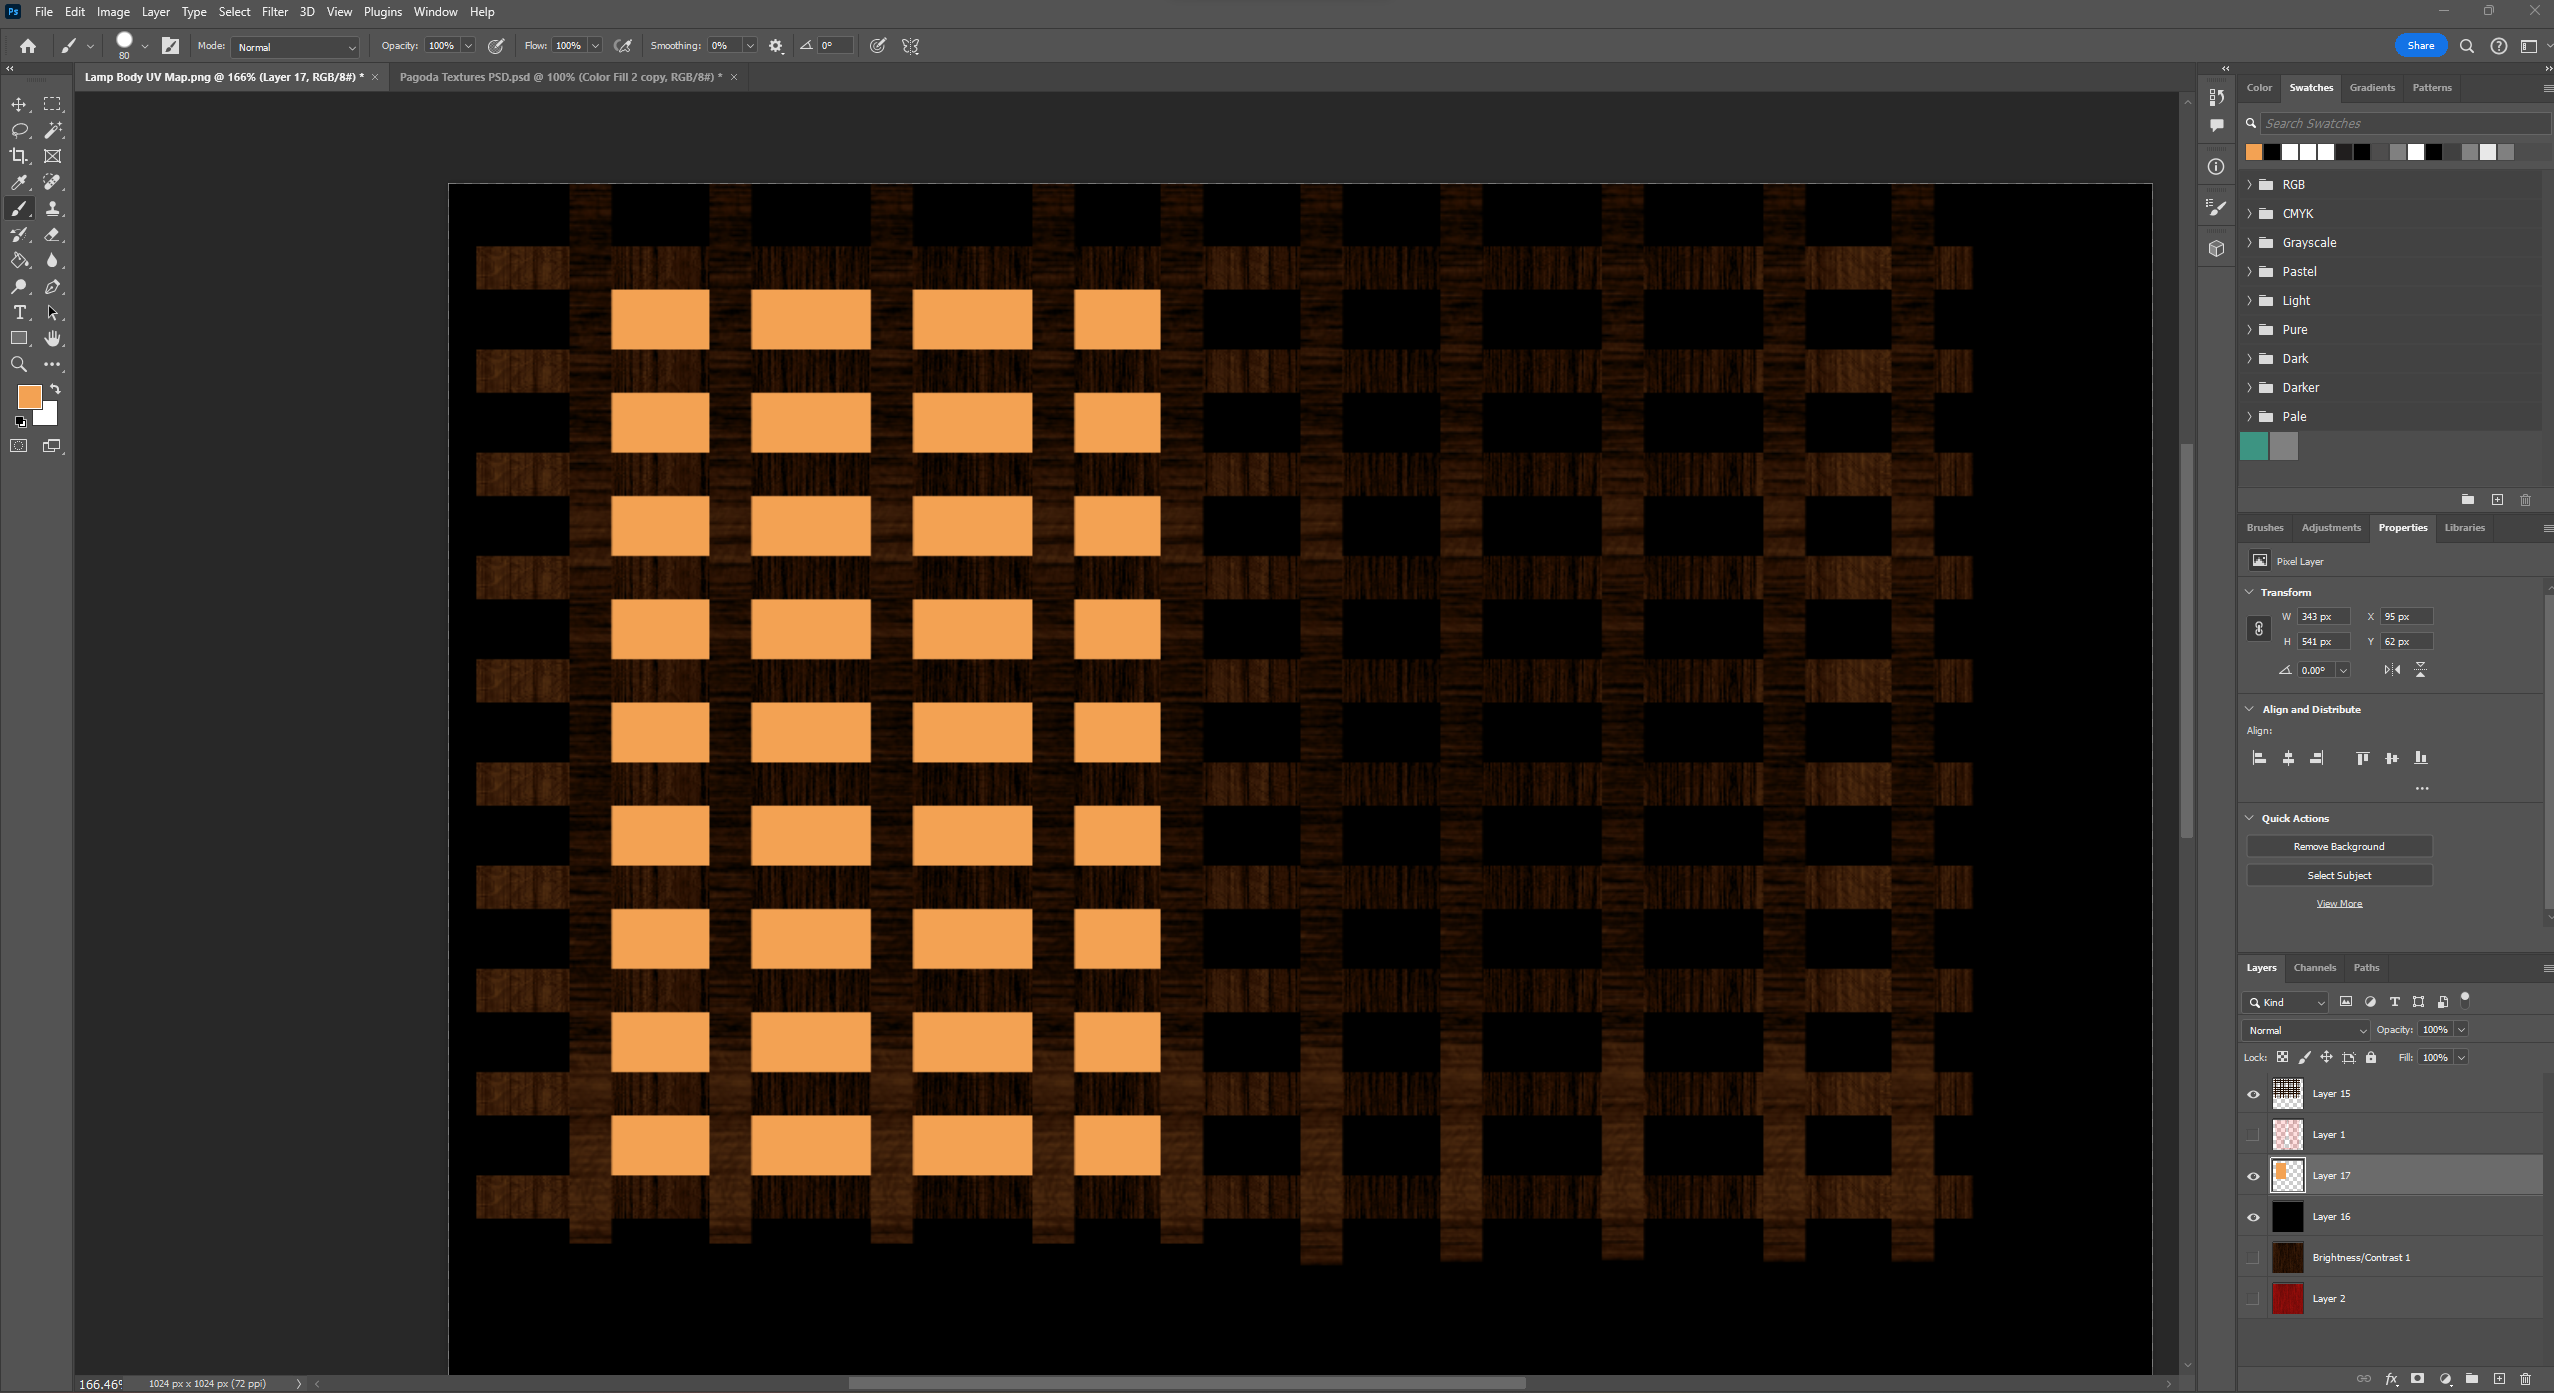 Ps File Edit Image Layer Type Select Filter 3D View Plugins Window Help
80 Mode: Normal Opacity: 100% Flow: 100% Smoothing: 0% 0° Share
Lamp Body UV Map.png @ 166% (Layer 17, RGB/8#) * Pagoda Textures PSD.psd @ 100% (Color Fill 2 copy, RGB/8#) *
Color Swatches Gradients Patterns
Search Swatches
RGB
CMYK
Grayscale
Pastel
Light
Pure
Dark
Darker
Pale
Brushes Adjustments Properties Libraries
Pixel Layer
Transform
W 343 px X 95 px
H 541 px Y 62 px
0.00°
Align and Distribute
Align:
Quick Actions
Remove Background
Select Subject
View More
Layers Channels Paths
Kind
Normal Opacity: 100%
Lock: Fill: 100%
Layer 15
Layer 1
Layer 17
Layer 16
Brightness/Contrast 1
Layer 2
1024 px x 1024 px (72 ppi)